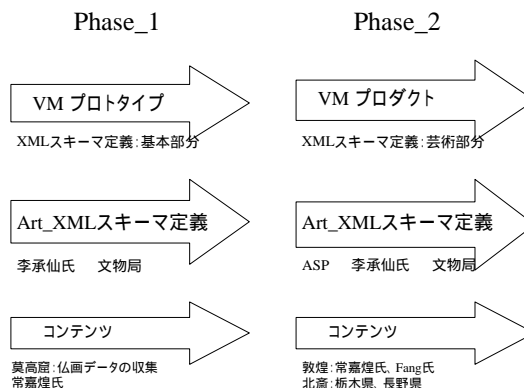 Phase_1
VM プロトタイプ
XMLスキーマ定義:基本部分
Art_XMLスキーマ定義
李承仙氏 文物局
コンテンツ
莫高窟:仏画データの収集
常嘉煌氏
Phase_2
VM プロダクト
XMLスキーマ定義:芸術部分
Art_XMLスキーマ定義
ASP 李承仙氏 文物局
コンテンツ
敦煌:常嘉煌氏、Fang氏
北斎:栃木県、長野県